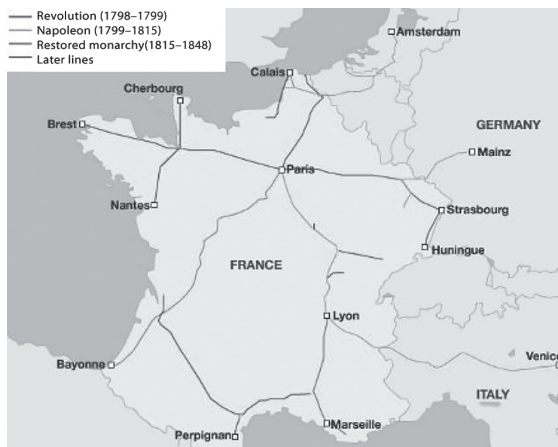 Revolution (1798–1799)
Napoleon (1799–1815)
Restored monarchy(1815–1848)
Later lines
Amsterdam
Calais
Cherbourg
Brest
GERMANY
Mainz
Paris
Nantes
Strasbourg
Huningue
FRANCE
Lyon
Bayonne
Venice
ITALY
Marseille
Perpignan